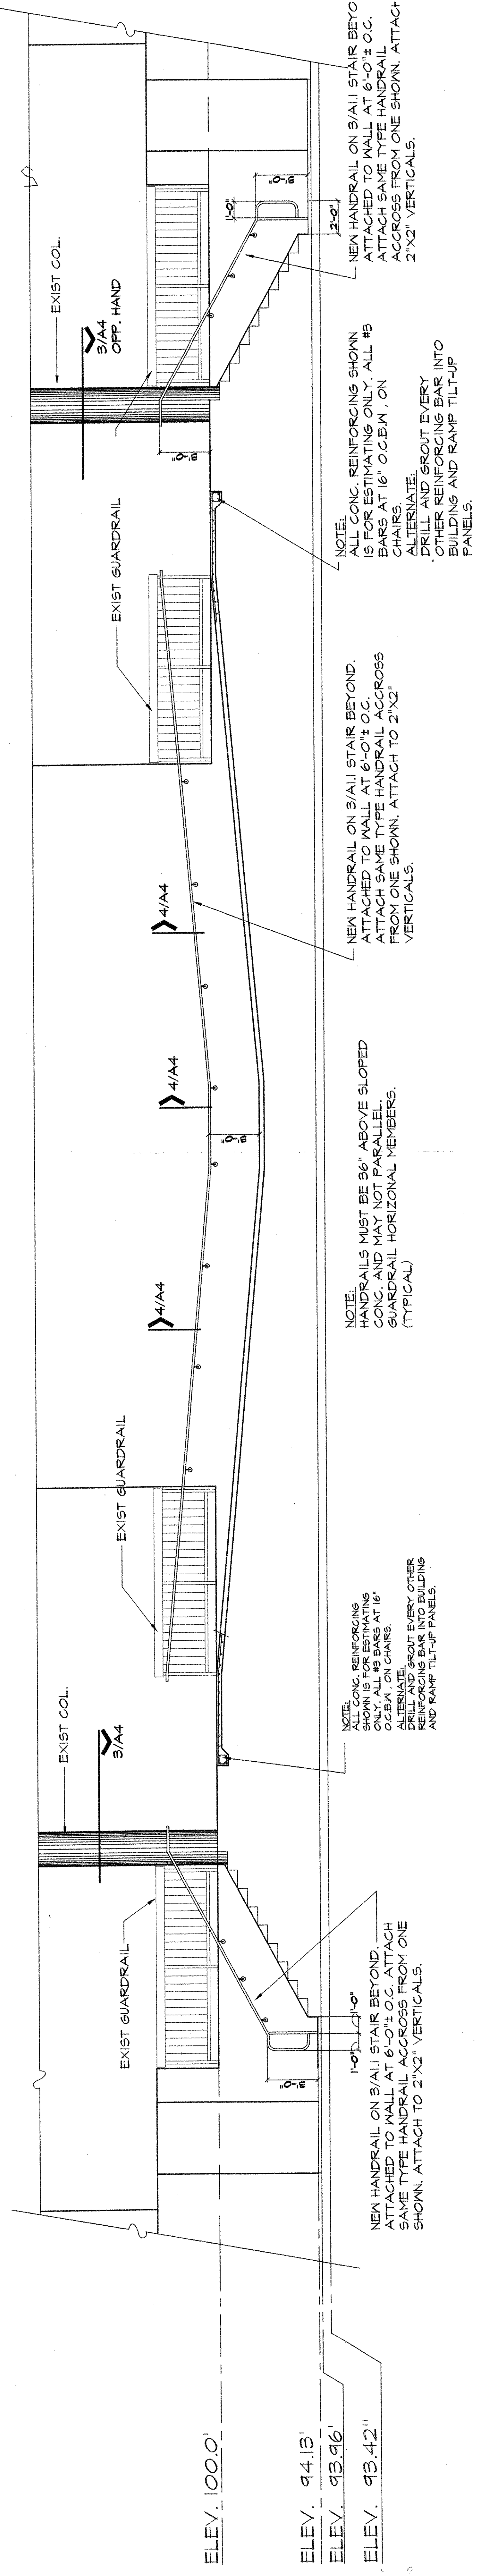 ELEV. 100.0'
ELEV. 94.13'
ELEV. 93.96'
ELEV. 93.42"
EXIST GUARDRAIL
EXIST COL.
3/A4
3'-0"
1'-0"
1'-0"
NEW HANDRAIL ON 3/A1.1 STAIR BEYOND.
ATTACHED TO WALL AT 6'-0"± O.C. ATTACH
SAME TYPE HANDRAIL ACCROSS FROM ONE
SHOWN. ATTACH TO 2"X2" VERTICALS.
NOTE:
ALL CONC. REINFORCING
SHOWN IS FOR ESTIMATING
ONLY. ALL #3 BARS AT 16"
O.C.B.W., ON CHAIRS.
ALTERNATE:
DRILL AND GROUT EVERY OTHER
REINFORCING BAR INTO BUILDING
AND RAMP TILT-UP PANELS.
EXIST GUARDRAIL
4/A4
4/A4
4/A4
3'-0"
NOTE:
HANDRAILS MUST BE 36" ABOVE SLOPED
CONC. AND MAY NOT PARALLEL
GUARDRAIL HORIZONAL MEMBERS.
(TYPICAL)
NEW HANDRAIL ON 3/A1.1 STAIR BEYOND.
ATTACHED TO WALL AT 6'-0"± O.C.
ATTACH SAME TYPE HANDRAIL ACCROSS
FROM ONE SHOWN. ATTACH TO 2"X2"
VERTICALS.
EXIST GUARDRAIL
3'-0"
NOTE:
ALL CONC. REINFORCING SHOWN
IS FOR ESTIMATING ONLY. ALL #3
BARS AT 16" O.C.B.W., ON
CHAIRS.
ALTERNATE:
DRILL AND GROUT EVERY
OTHER REINFORCING BAR INTO
BUILDING AND RAMP TILT-UP
PANELS.
EXIST COL.
3/A4
OPP. HAND
1'-0"
3'-0"
2'-0"
NEW HANDRAIL ON 3/A1.1 STAIR BEYO
ATTACHED TO WALL AT 6'-0"± O.C.
ATTACH SAME TYPE HANDRAIL
ACCROSS FROM ONE SHOWN. ATTACH
2"X2" VERTICALS.